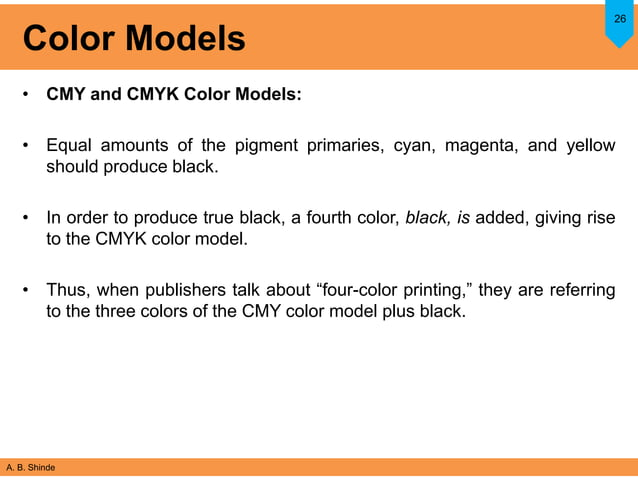 26
Color Models
• CMY and CMYK Color Models:
• Equal amounts of the pigment primaries, cyan, magenta, and yellow
should produce black.
• In order to produce true black, a fourth color, black, is added, giving rise
to the CMYK color model.
• Thus, when publishers talk about “four-color printing,” they are referring
to the three colors of the CMY color model plus black.
A. B. Shinde